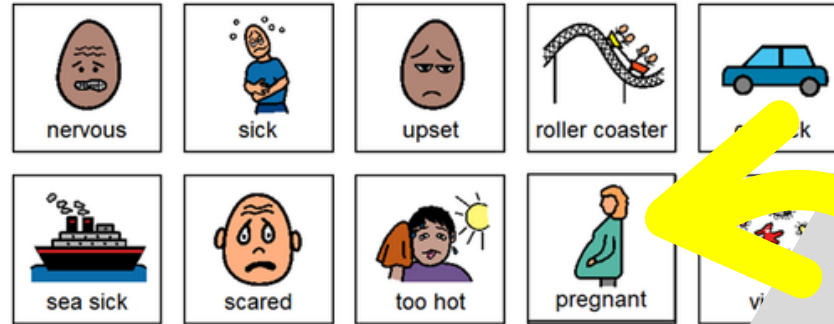 nervous
sick
upset
roller coaster
sea sick
scared
too hot
pregnant